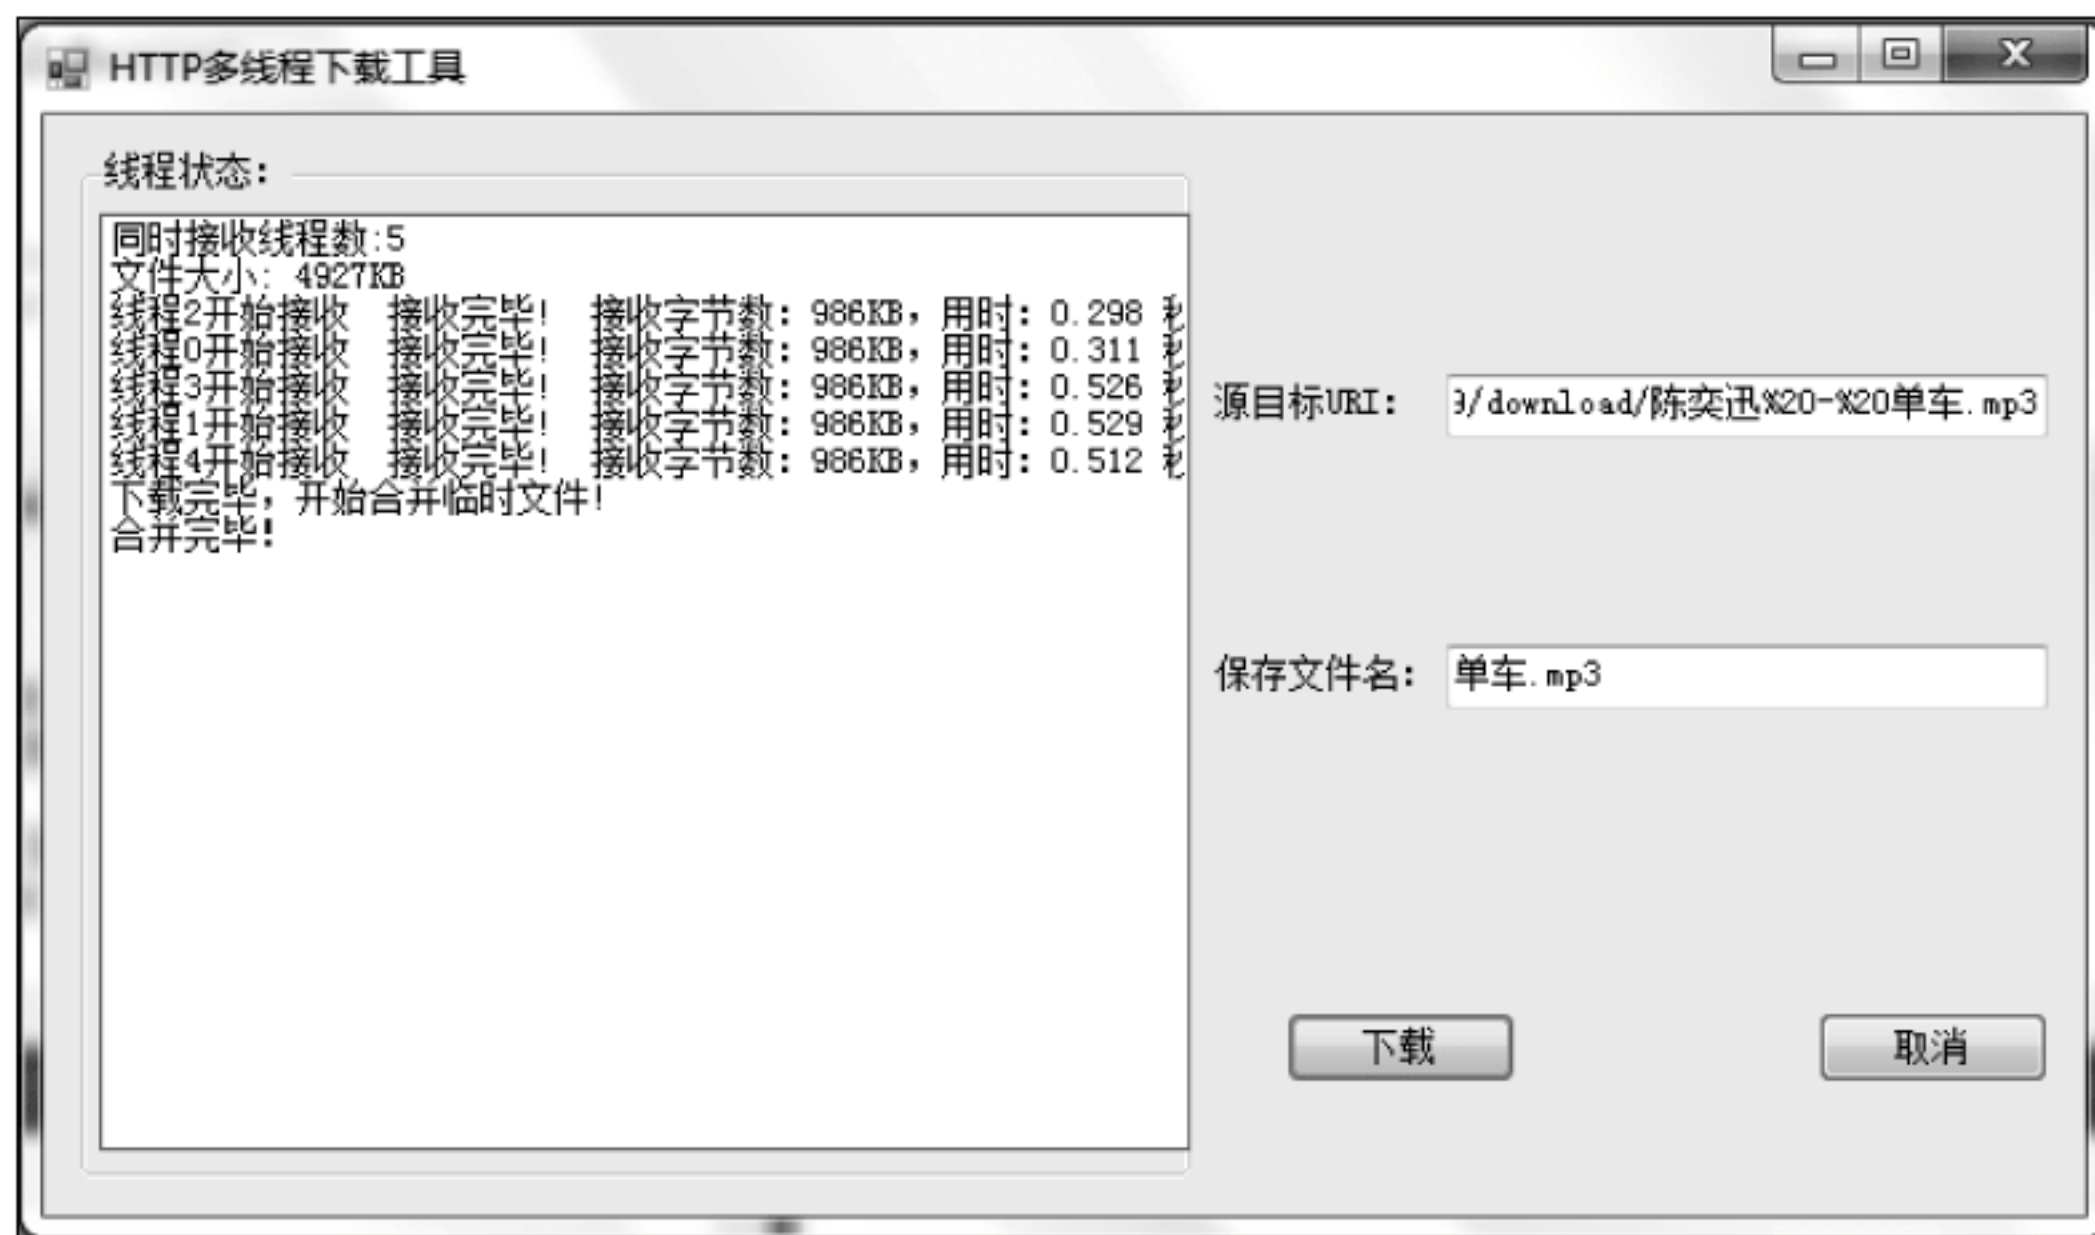 HTTP多线程下载工具
线程状态:
同时接收线程数:5
文件大小: 4927KB
线程2开始接收 接收完毕! 接收字节数: 986KB, 用时: 0.298 秒
线程0开始接收 接收完毕! 接收字节数: 986KB, 用时: 0.311 秒
线程3开始接收 接收完毕! 接收字节数: 986KB, 用时: 0.526 秒
线程1开始接收 接收完毕! 接收字节数: 986KB, 用时: 0.529 秒
线程4开始接收 接收完毕! 接收字节数: 986KB, 用时: 0.512 秒
下载完毕, 开始合并临时文件!
合并完毕!
源目标URI: 9/download/陈奕迅%20-%20单车.mp3
保存文件名: 单车.mp3
下载 取消